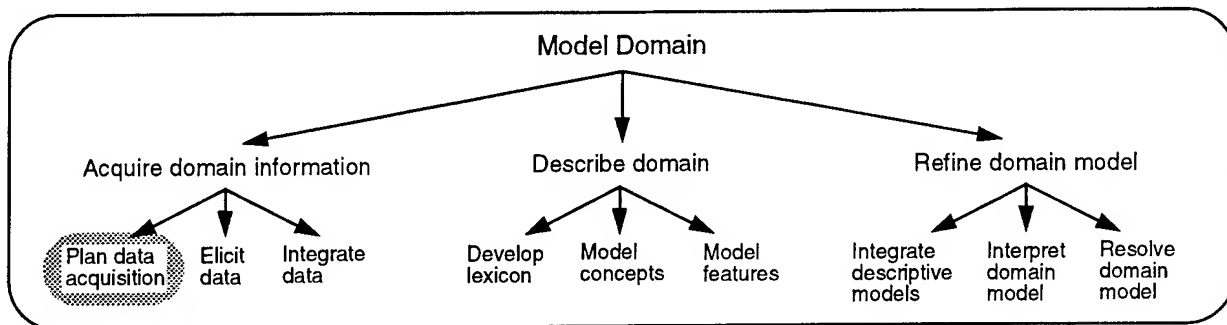 Model Domain
Acquire domain information
Describe domain
Refine domain model
Plan data
acquisition
Elicit
data
Integrate
data
Develop
lexicon
Model
concepts
Model
features
Integrate
descriptive
models
Interpret
domain
model
Resolve
domain
model